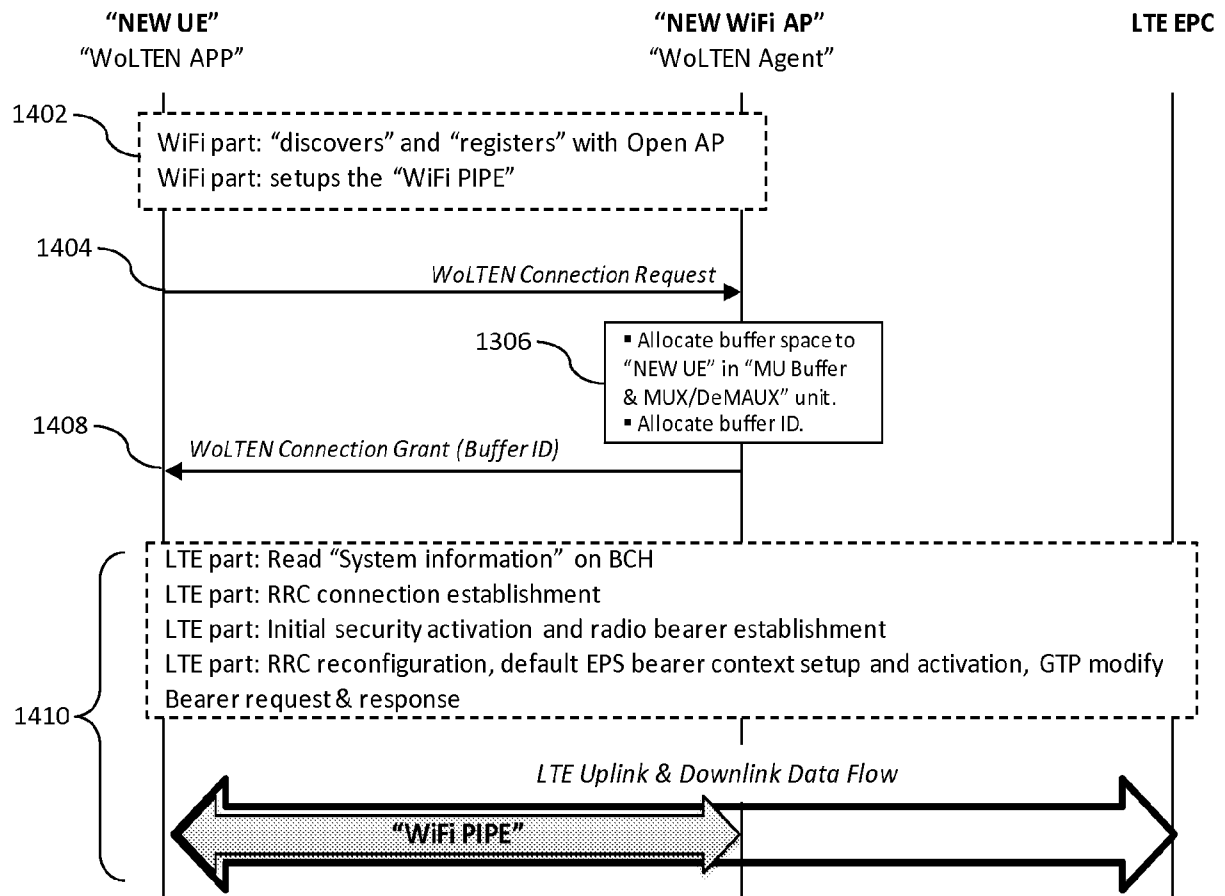 “NEW UE”
“NEW WiFi AP”
LTE EPC
“WoLTEN APP”
“WoLTEN Agent”
1402
WiFi part: “discovers” and “registers” with Open AP
WiFi part: setups the “WiFi PIPE”
1404
WoLTEN Connection Request
1306
▪ Allocate buffer space to
“NEW UE” in “MU Buffer
& MUX/DeMAUX” unit.
▪ Allocate buffer ID.
1408
WoLTEN Connection Grant (Buffer ID)
LTE part: Read “System information” on BCH
LTE part: RRC connection establishment
LTE part: Initial security activation and radio bearer establishment
LTE part: RRC reconfiguration, default EPS bearer context setup and activation, GTP modify
Bearer request & response
1410
LTE Uplink & Downlink Data Flow
“WiFi PIPE”